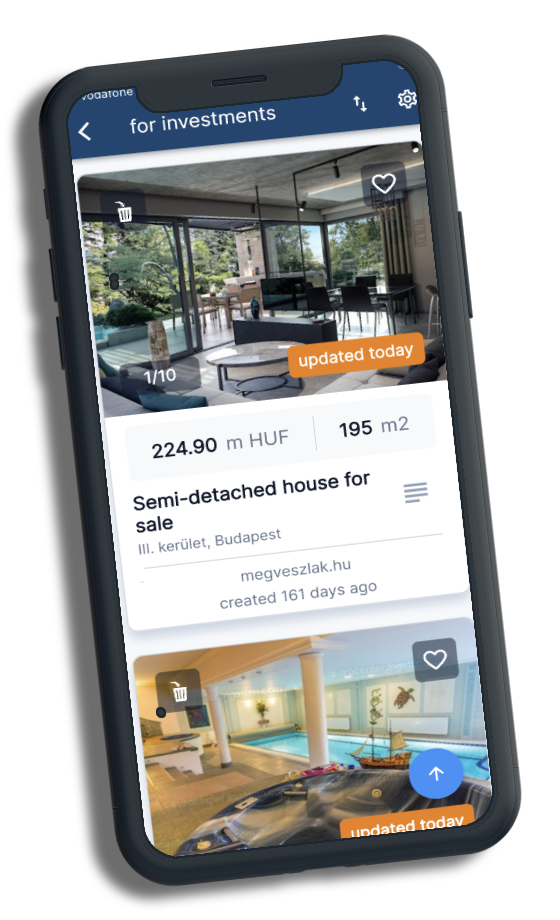 vodafone
for investments
1/10
updated today
224.90 m HUF 195 m2
Semi-detached house for
sale
III. kerület, Budapest
megveszlak.hu
created 161 days ago
updated today